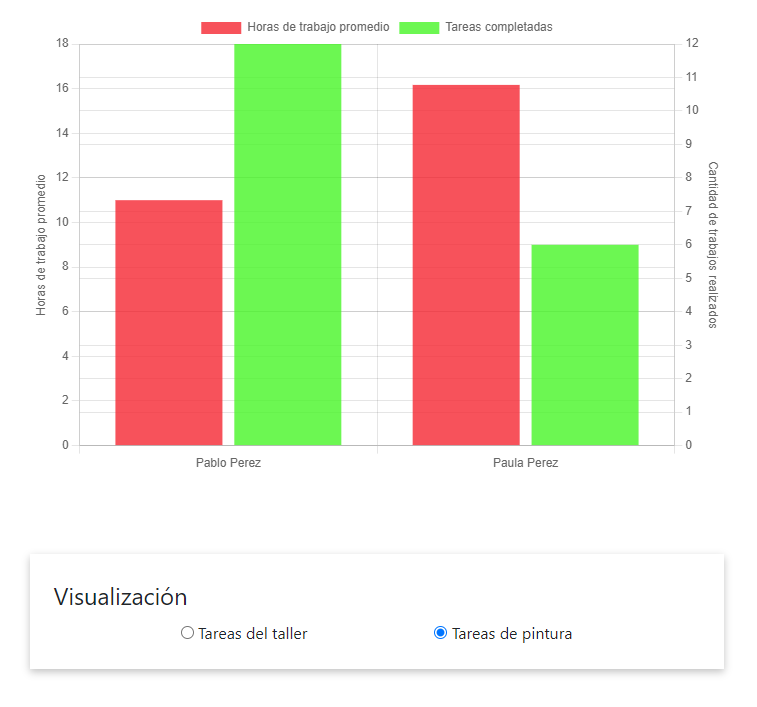 Horas de trabajo promedio Tareas completadas
18 12
11
16
10
14
9
12 8
10 7
8 6
5
6 4
4 3
2
2
1
0 0
Horas de trabajo promedio
Cantidad de trabajos realizados
Pablo Perez Paula Perez
Visualización
Tareas del taller Tareas de pintura